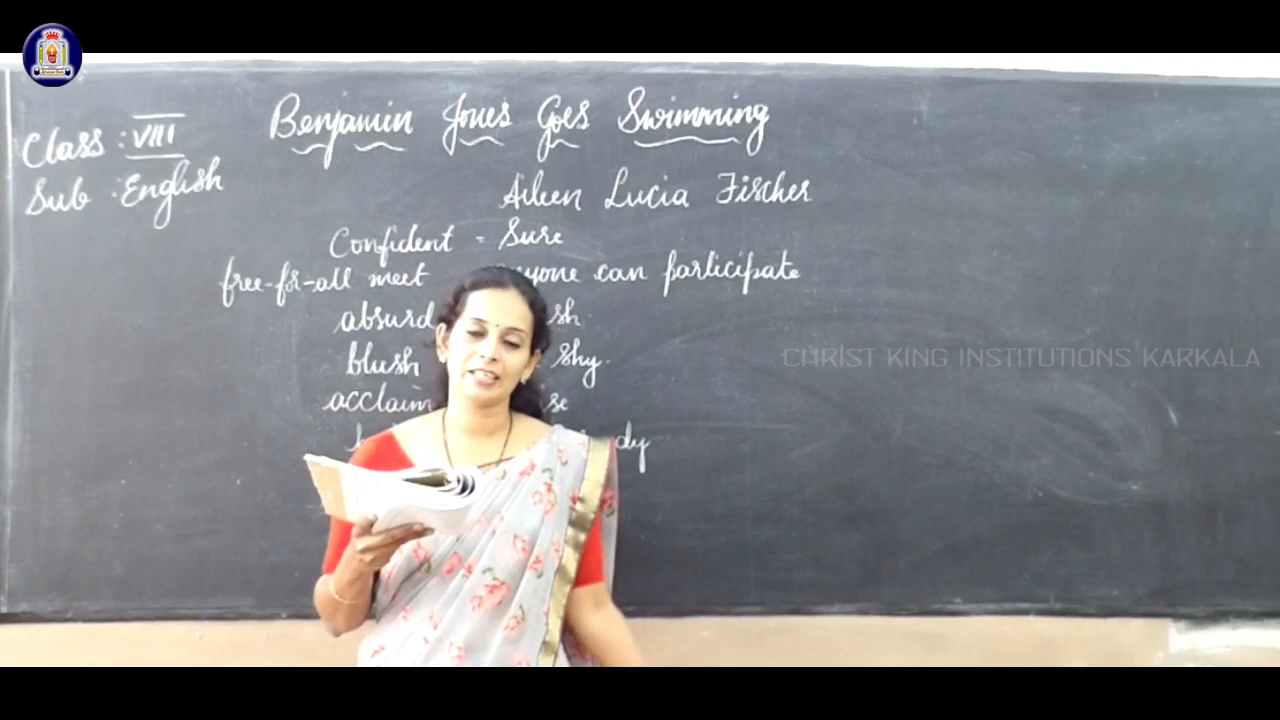 Class : VIII
Sub : English
Benjamin Jones Goes Swimming
Aileen Lucia Fischer
Confident = Sure
free-for-all meet can participate
absurd
blush shy.
acclaim
CHRIST KING INSTITUTIONS KARKALA